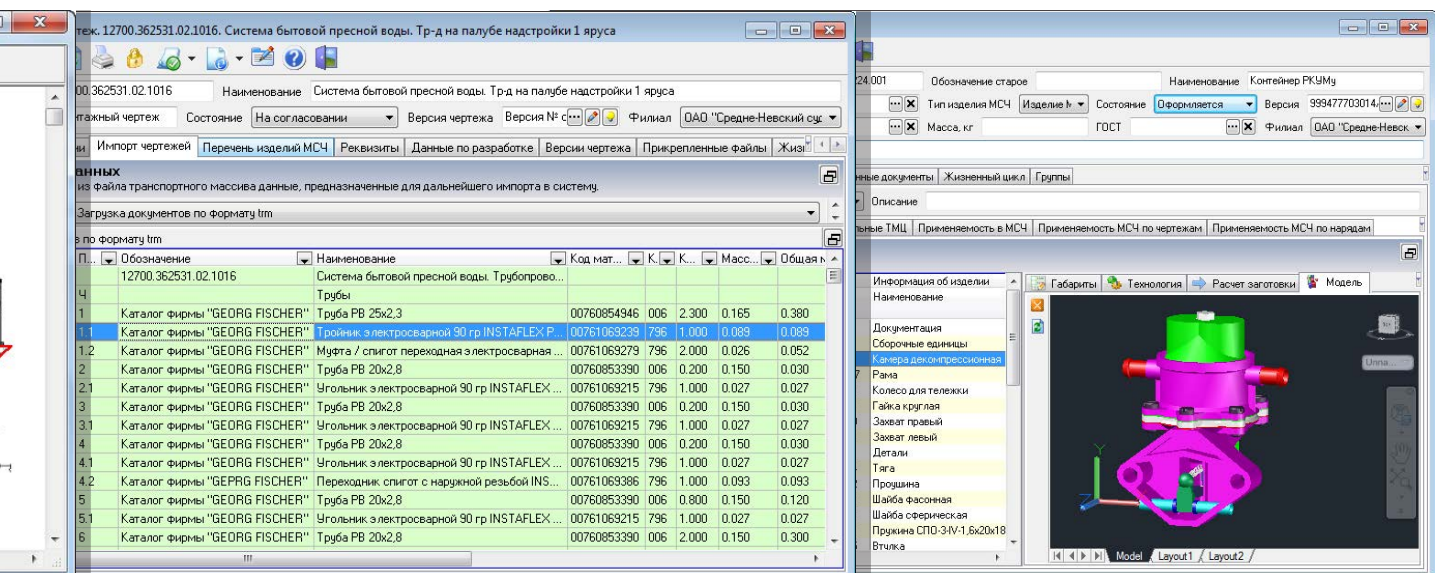 теж. 12700.362531.02.1016. Система бытовой пресной воды. Тр-д на палубе надстройки 1 яруса
00.362531.02.1016 Наименование Система бытовой пресной воды. Тр-д на палубе надстройки 1 яруса
нтажный чертеж Состояние На согласовании Версия чертежа Версия № с Филиал ОАО "Средне-Невский суд
ии Импорт чертежей Перечень изделий МСЧ Реквизиты Данные по разработке Версии чертежа Прикрепленные файлы Жизн
анных
из файла транспортного массива данные, предназначенные для дальнейшего импорта в систему.
Загрузка документов по формату trm
в по формату trm
П... Обозначение Наименование Код мат... К. К... Масс... Общая м
12700.362531.02.1016 Система бытовой пресной воды. Трубопрово...
Ч Трубы
1 Каталог фирмы "GEORG FISCHER" Труба PB 25x2,3 00760854946 006 2.300 0.165 0.380
1.1 Каталог фирмы "GEORG FISCHER" Тройник электросварной 90 гр INSTAFLEX P... 00761069239 796 1.000 0.089 0.089
1.2 Каталог фирмы "GEORG FISCHER" Муфта / спигот переходная электросварная ... 00761069279 796 2.000 0.026 0.052
2 Каталог фирмы "GEORG FISCHER" Труба PB 20x2,8 00760853390 006 0.200 0.150 0.030
2.1 Каталог фирмы "GEORG FISCHER" Угольник электросварной 90 гр INSTAFLEX ... 00761069215 796 1.000 0.027 0.027
3 Каталог фирмы "GEORG FISCHER" Труба PB 20x2,8 00760853390 006 0.200 0.150 0.030
3.1 Каталог фирмы "GEORG FISCHER" Угольник электросварной 90 гр INSTAFLEX ... 00761069215 796 1.000 0.027 0.027
4 Каталог фирмы "GEORG FISCHER" Труба PB 20x2,8 00760853390 006 0.200 0.150 0.030
4.1 Каталог фирмы "GEORG FISCHER" Угольник электросварной 90 гр INSTAFLEX ... 00761069215 796 1.000 0.027 0.027
4.2 Каталог фирмы "GEPRG FISCHER" Переходник спигот с наружной резьбой INS... 00761069386 796 1.000 0.093 0.093
5 Каталог фирмы "GEORG FISCHER" Труба PB 20x2,8 00760853390 006 0.800 0.150 0.120
5.1 Каталог фирмы "GEORG FISCHER" Угольник электросварной 90 гр INSTAFLEX ... 00761069215 796 1.000 0.027 0.027
6 Каталог фирмы "GEORG FISCHER" Труба PB 20x2,8 00760853390 006 2.000 0.150 0.300
24.001 Обозначение старое Наименование Контейнер РКУМу
Тип изделия МСЧ Изделие М Состояние Оформляется Версия 999477703014.
Масса, кг ГОСТ Филиал ОАО "Средне-Невск
нные документы Жизненный цикл Группы
Описание
льные ТМЦ Применяемость в МСЧ Применяемость МСЧ по чертежам Применяемость МСЧ по нарядам
Информация об изделии Габариты Технология Расчет заготовки Модель
Наименование
Документация
Сборочные единицы
Камера декомпрессионная
Рама
Колесо для тележки
Гайка круглая
Захват правый
Захват левый
Детали
Тяга
Проушина
Шайба фасонная
Шайба сферическая
Пружина СПО-3-IV-1,6x20x18
Втулка
Unna...
Y
Z
Model Layout1 Layout2